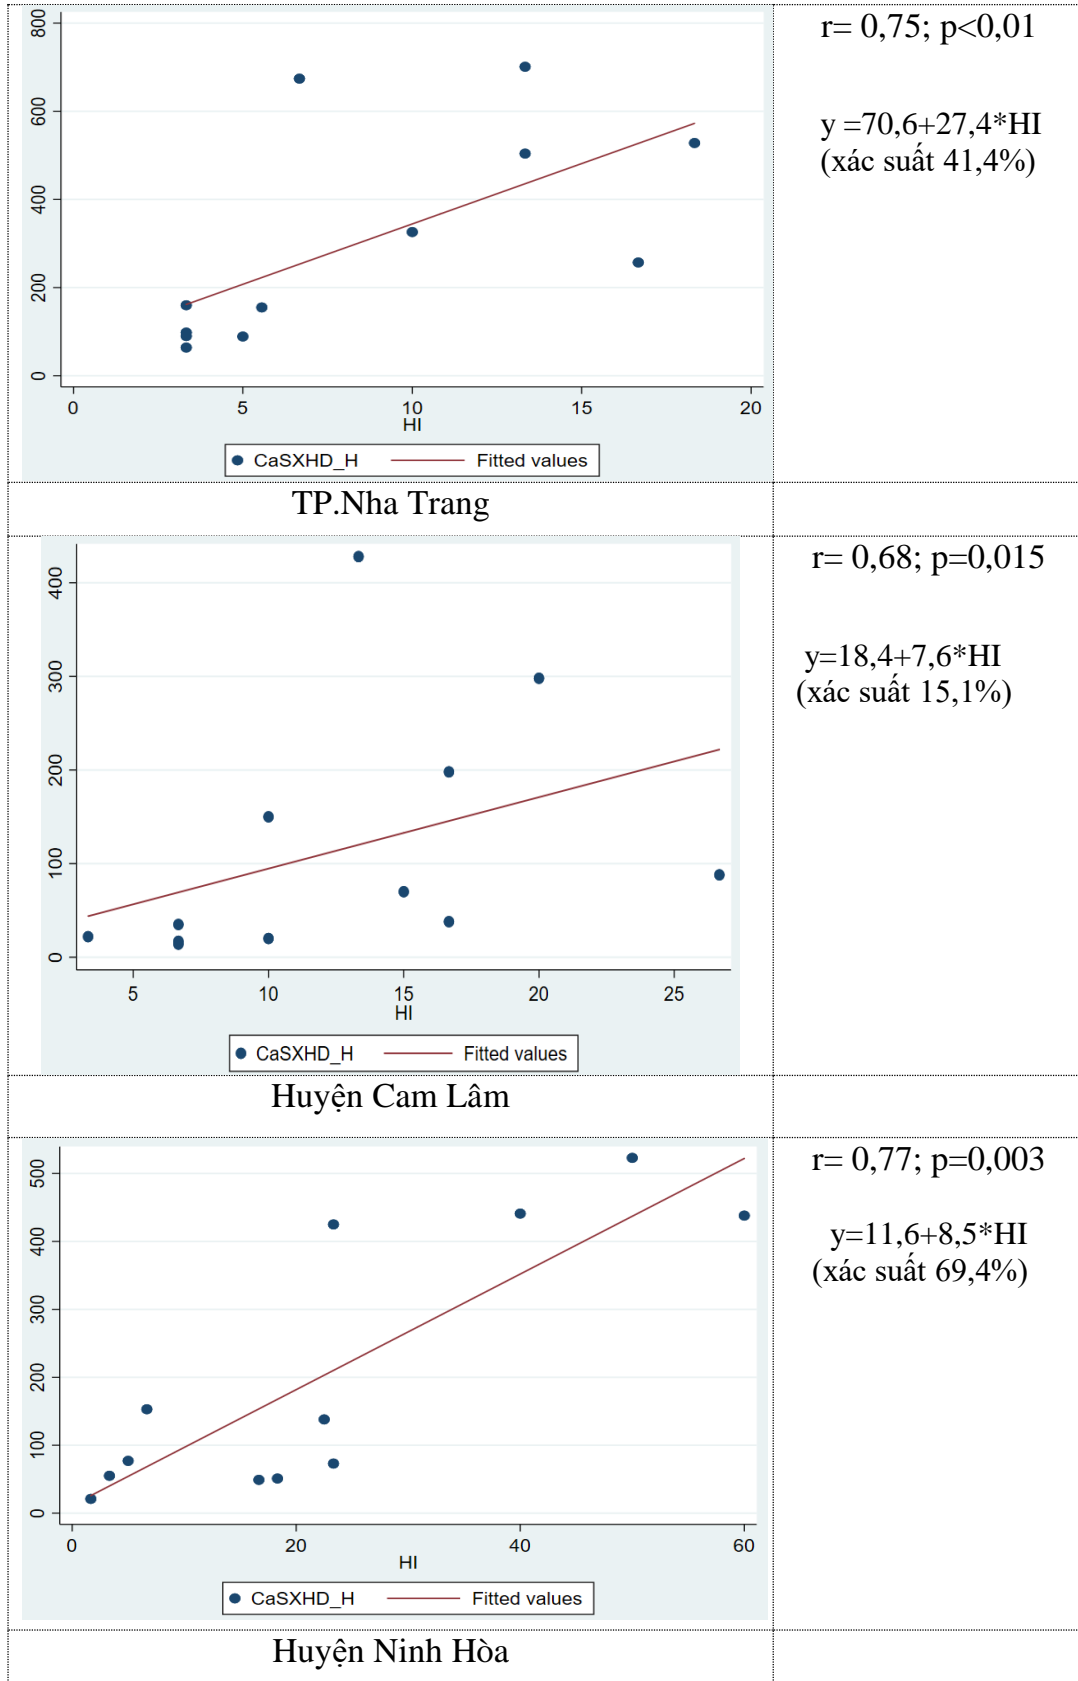 r= 0,75; p<0,01
y =70,6+27,4*HI
(xác suất 41,4%)
800
600
400
200
0
0 5 10 15 20
HI
CaSXHD_H Fitted values
TP.Nha Trang
r= 0,68; p=0,015
y=18,4+7,6*HI
(xác suất 15,1%)
400
300
200
100
0
5 10 15 20 25
HI
CaSXHD_H Fitted values
Huyện Cam Lâm
r= 0,77; p=0,003
y=11,6+8,5*HI
(xác suất 69,4%)
500
400
300
200
100
0
0 20 40 60
HI
CaSXHD_H Fitted values
Huyện Ninh Hòa